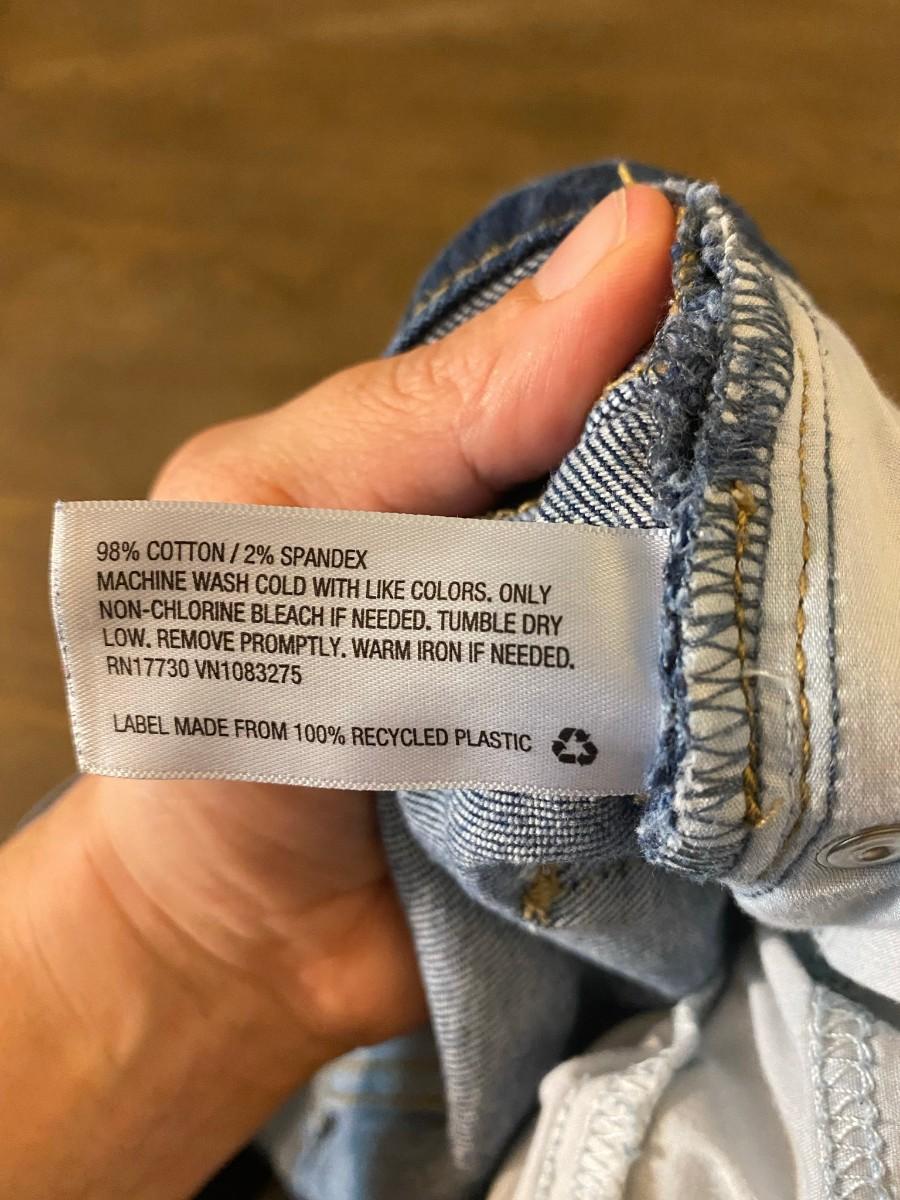 98% COTTON / 2% SPANDEX
MACHINE WASH COLD WITH LIKE COLORS. ONLY
NON-CHLORINE BLEACH IF NEEDED. TUMBLE DRY
LOW. REMOVE PROMPTLY. WARM IRON IF NEEDED.
RN17730 VN1083275
LABEL MADE FROM 100% RECYCLED PLASTIC